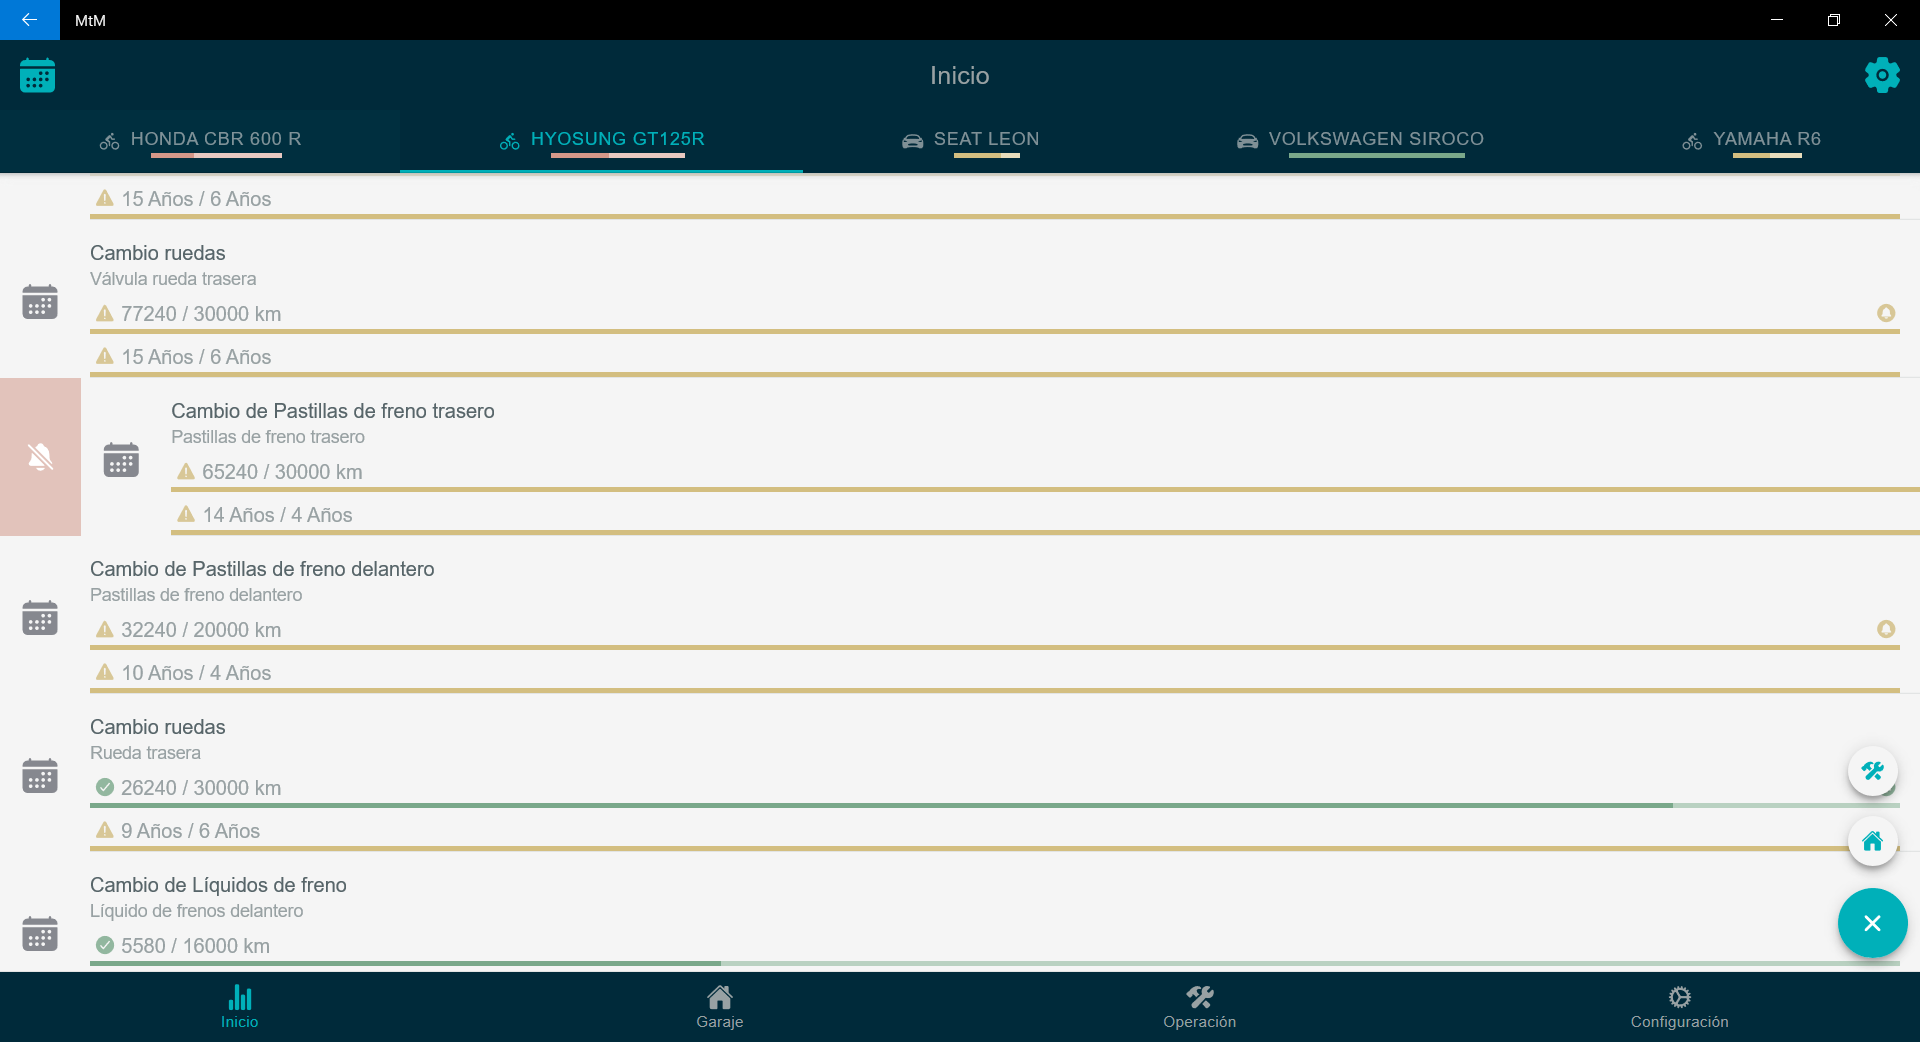 MtM
Inicio
HONDA CBR 600 R
HYOSUNG GT125R
SEAT LEON
VOLKSWAGEN SIROCO
YAMAHA R6
15 Años / 6 Años
Cambio ruedas
Válvula rueda trasera
77240 / 30000 km
15 Años / 6 Años
Cambio de Pastillas de freno trasero
Pastillas de freno trasero
65240 / 30000 km
14 Años / 4 Años
Cambio de Pastillas de freno delantero
Pastillas de freno delantero
32240 / 20000 km
10 Años / 4 Años
Cambio ruedas
Rueda trasera
26240 / 30000 km
9 Años / 6 Años
Cambio de Líquidos de freno
Líquido de frenos delantero
5580 / 16000 km
Inicio
Garaje
Operación
Configuración